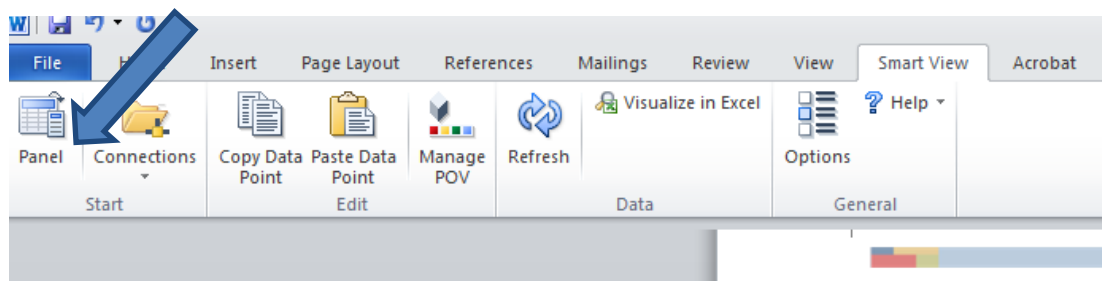 W
File Insert Page Layout References Mailings Review View Smart View Acrobat
Visualize in Excel ? Help
Panel Connections Copy Data Paste Data Manage Refresh Options
Point Point POV
Start Edit Data General